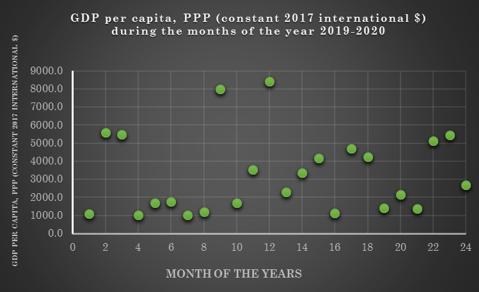 GDP per capita, PPP (constant 2017 international $)
during the months of the year 2019-2020
GDP PER CAPITA, PPP (CONSTANT 2017 INTERNATIONAL $)
9000.0
8000.0
7000.0
6000.0
5000.0
4000.0
3000.0
2000.0
1000.0
0.0
0 2 4 6 8 10 12 14 16 18 20 22 24
MONTH OF THE YEARS